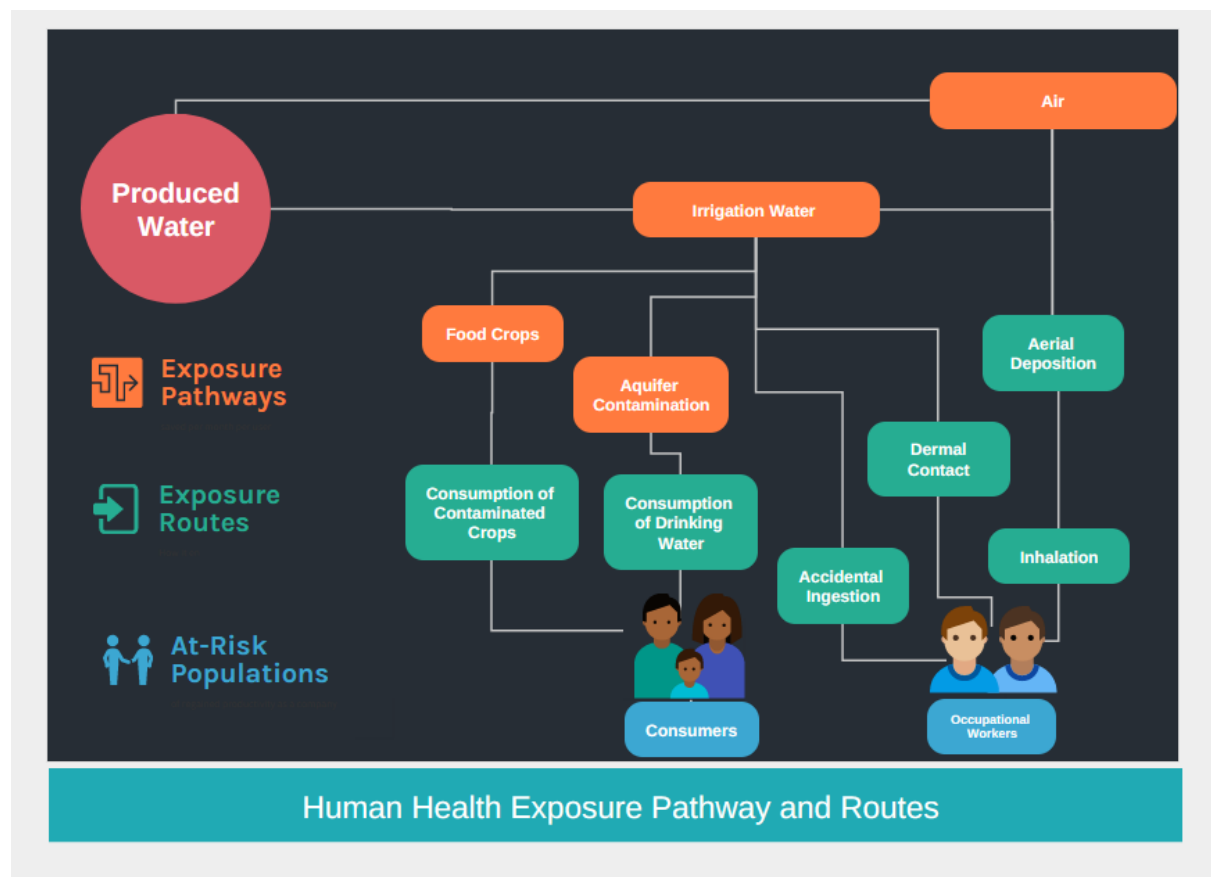 Air
Produced
Water
Irrigation Water
Food Crops
Aerial
Deposition
Exposure
Pathways
Aquifer
Contamination
Dermal
Contact
Exposure
Routes
Consumption of
Contaminated
Crops
Consumption
of Drinking
Water
Inhalation
Accidental
Ingestion
At-Risk
Populations
Consumers
Occupational
Workers
Human Health Exposure Pathway and Routes